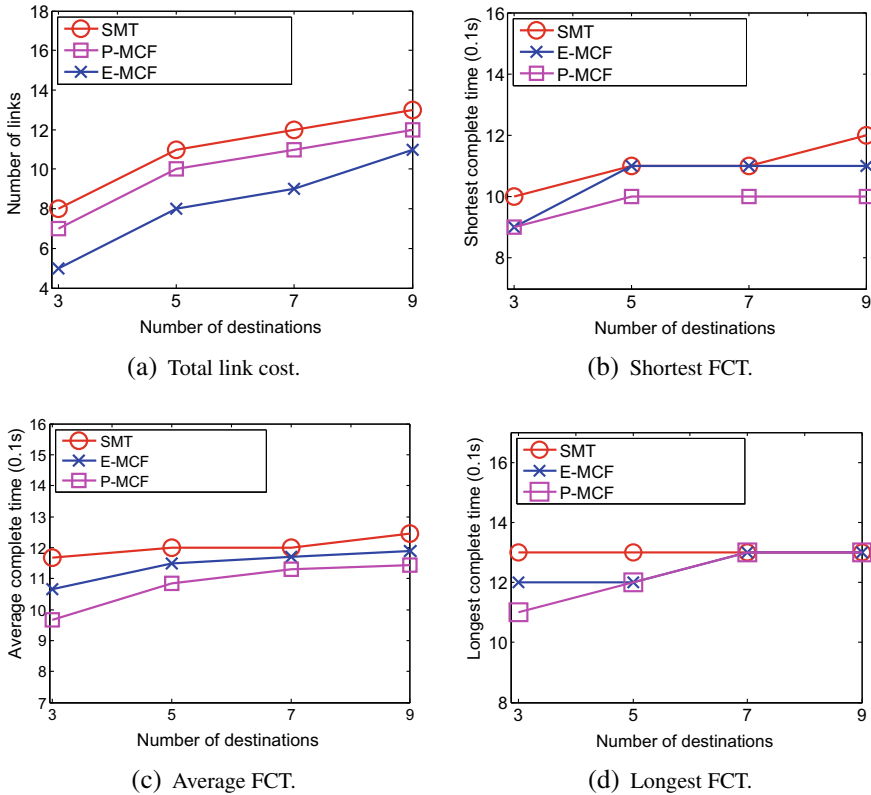 18
16
14
12
10
8
6
4
Number of links
SMT
P-MCF
E-MCF
3
5
7
9
Number of destinations
(a) Total link cost.
16
14
12
10
8
Shortest complete time (0.1s)
SMT
E-MCF
P-MCF
3
5
7
9
Number of destinations
(b) Shortest FCT.
16
15
14
13
12
11
10
9
8
7
Average complete time (0.1s)
SMT
E-MCF
P-MCF
3
5
7
9
Number of destinations
(c) Average FCT.
16
14
12
10
8
Longest complete time (0.1s)
SMT
E-MCF
P-MCF
3
5
7
9
Number of destinations
(d) Longest FCT.